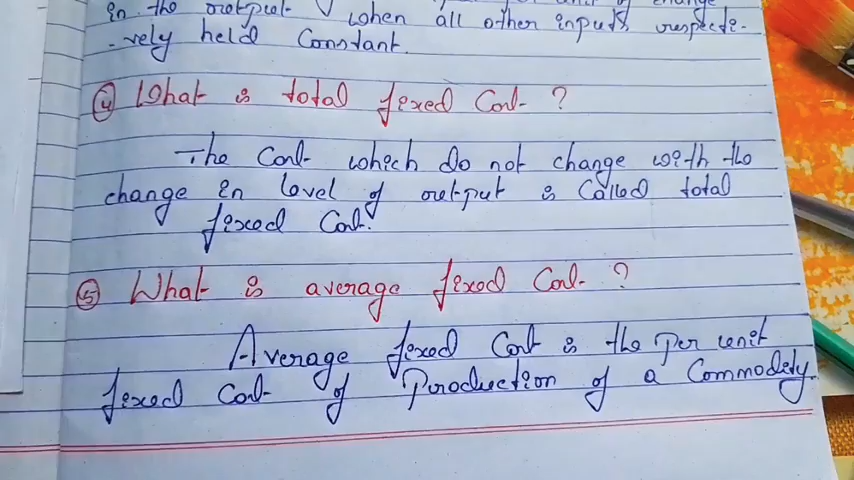 in the output when all other inputs respecti-
-vely held Constant.
④ What is total fixed Cost ?
The Cost which do not change with the
change in level of output is Called total
fixed Cost.
⑤ What is average fixed Cost ?
Average fixed Cost is the Per unit
fixed Cost of Production of a Commodity.